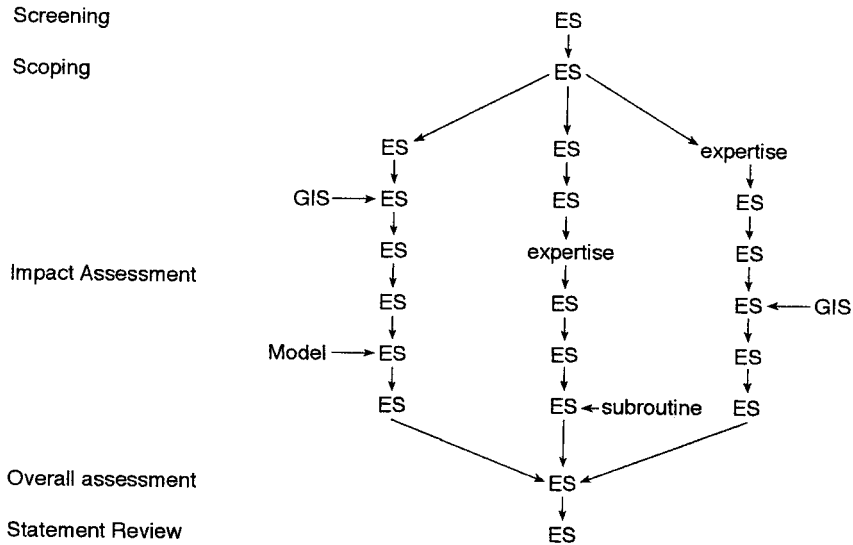 Screening ES
Scoping ES
ES ES expertise
GIS ES ES ES
ES expertise ES
Impact Assessment
ES ES ES GIS
Model ES ES ES
ES ES subroutine ES
Overall assessment ES
Statement Review ES